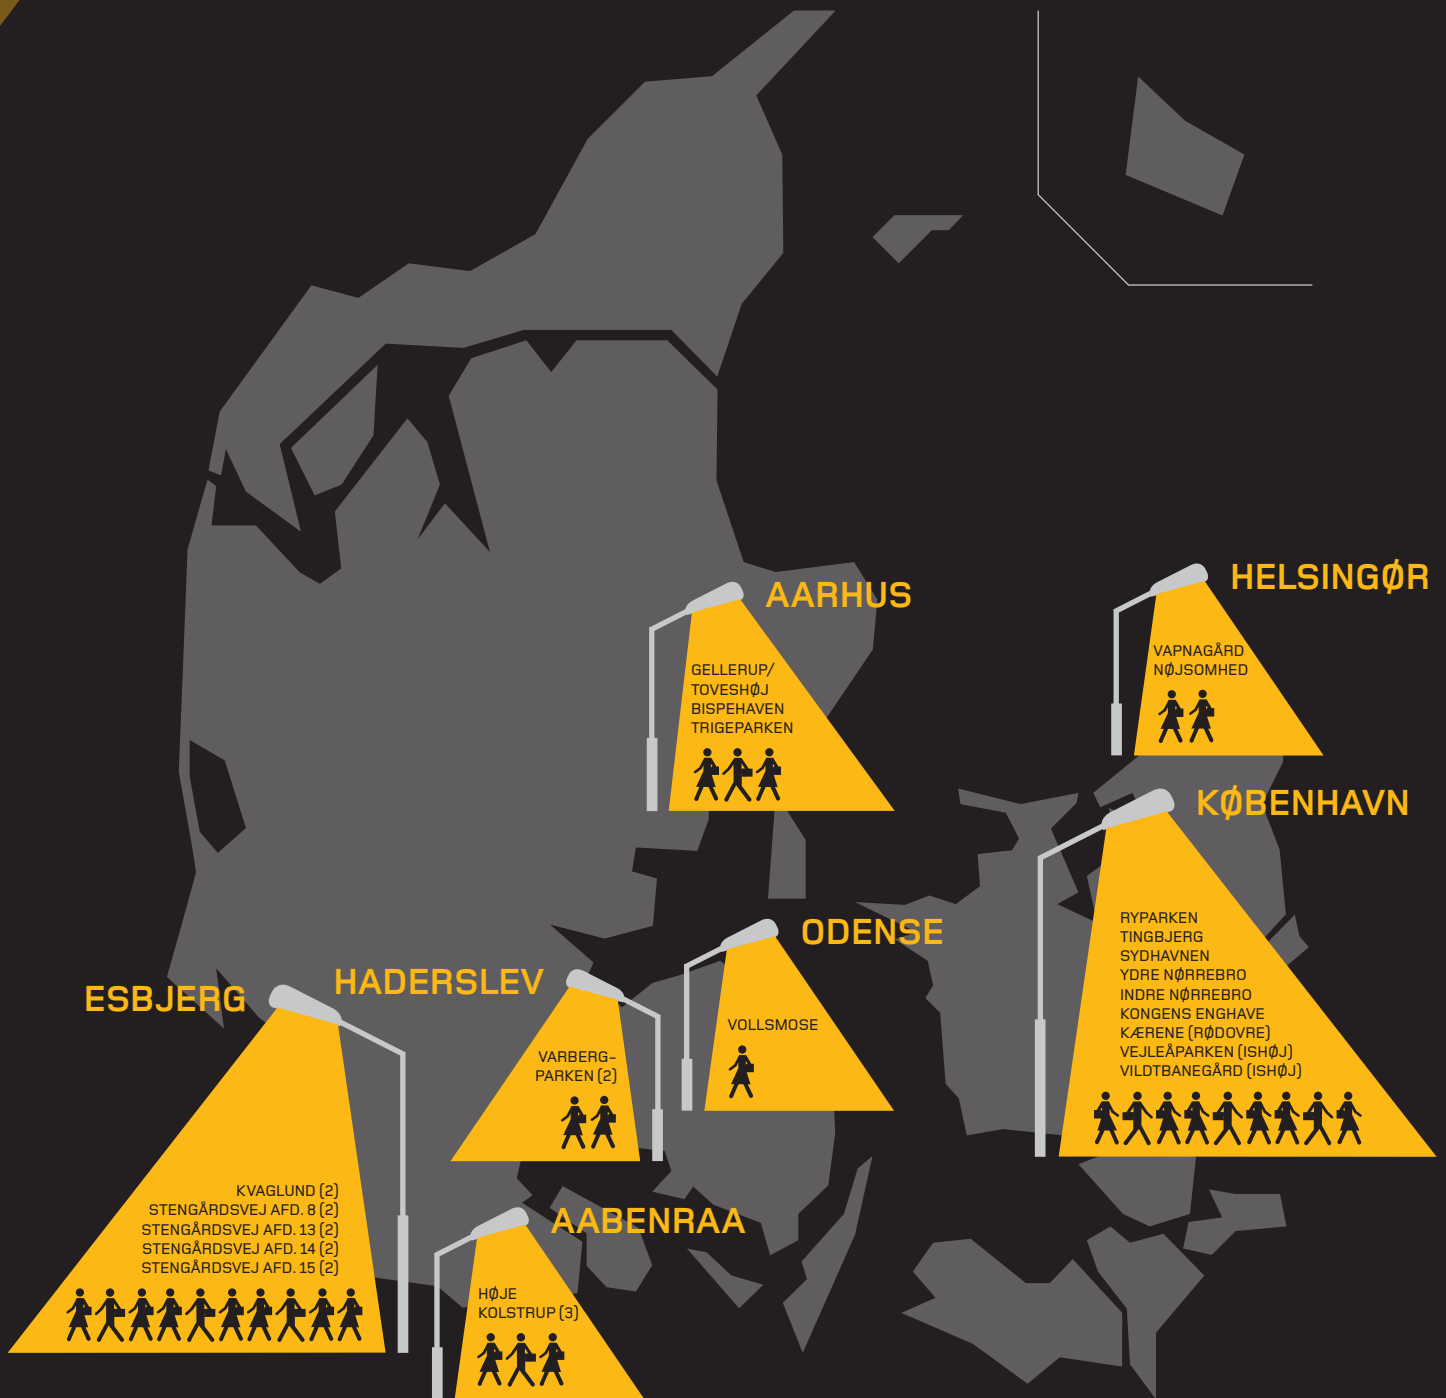 HELSINGØR
VAPNAGÅRD
NØJSOMHED
AARHUS
GELLERUP/
TOVESHØJ
BISPEHAVEN
TRIGEPARKEN
KØBENHAVN
RYPARKEN
TINGBJERG
SYDHAVNEN
YDRE NØRREBRO
INDRE NØRREBRO
KONGENS ENGHAVE
KÆRENE (RØDOVRE)
VEJLEÅPARKEN (ISHØJ)
VILDTBANEGÅRD (ISHØJ)
ODENSE
VOLLSMOSE
HADERSLEV
VARBERG-
PARKEN (2)
ESBJERG
KVAGLUND (2)
STENGÅRDSVEJ AFD. 8 (2)
STENGÅRDSVEJ AFD. 13 (2)
STENGÅRDSVEJ AFD. 14 (2)
STENGÅRDSVEJ AFD. 15 (2)
AABENRAA
HØJE
KOLSTRUP (3)